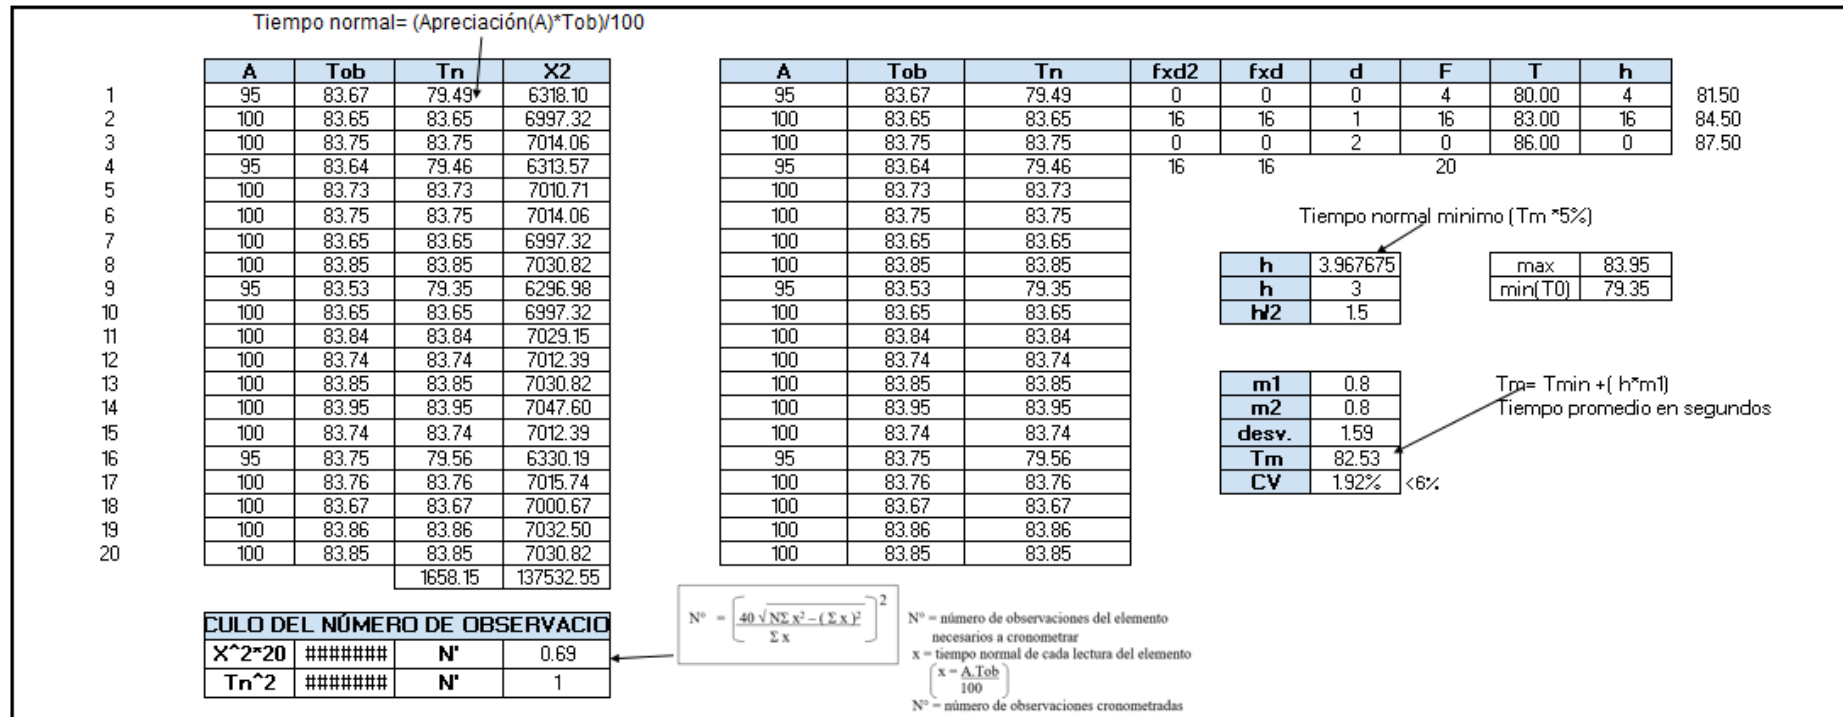 Tiempo normal= (Apreciación(A)*Tob)/100
A Tob Tn X2 A Tob Tn fxd2 fxd d F T h
1 95 83.67 79.49 6318.10 95 83.67 79.49 0 0 0 4 80.00 4 81.50
2 100 83.65 83.65 6997.32 100 83.65 83.65 16 16 1 16 83.00 16 84.50
3 100 83.75 83.75 7014.06 100 83.75 83.75 0 0 2 0 86.00 0 87.50
4 95 83.64 79.46 6313.57 95 83.64 79.46 16 16 20
5 100 83.73 83.73 7010.71 100 83.73 83.73
6 100 83.75 83.75 7014.06 100 83.75 83.75 Tiempo normal minimo (Tm *5%)
7 100 83.65 83.65 6997.32 100 83.65 83.65
8 100 83.85 83.85 7030.82 100 83.85 83.85 h 3.967675 max 83.95
9 95 83.53 79.35 6296.98 95 83.53 79.35 h 3 min(T0) 79.35
10 100 83.65 83.65 6997.32 100 83.65 83.65 h/2 1.5
11 100 83.84 83.84 7029.15 100 83.84 83.84
12 100 83.74 83.74 7012.39 100 83.74 83.74
13 100 83.85 83.85 7030.82 100 83.85 83.85 m1 0.8 Tm= Tmin +( h*m1)
14 100 83.95 83.95 7047.60 100 83.95 83.95 m2 0.8 Tiempo promedio en segundos
15 100 83.74 83.74 7012.39 100 83.74 83.74 desv. 1.59
16 95 83.75 79.56 6330.19 95 83.75 79.56 Tm 82.53
17 100 83.76 83.76 7015.74 100 83.76 83.76 CV 1.92% <6%
18 100 83.67 83.67 7000.67 100 83.67 83.67
19 100 83.86 83.86 7032.50 100 83.86 83.86
20 100 83.85 83.85 7030.82 100 83.85 83.85
1658.15 137532.55
CULO DEL NÚMERO DE OBSERVACIO
X^2*20 ####### N' 0.69
Tn^2 ####### N' 1
N° = (40 √NΣ x² – (Σ x)² / Σ x)²
N° = número de observaciones del elemento
necesarios a cronometrar
x = tiempo normal de cada lectura del elemento
(x = A.Tob / 100)
N° = número de observaciones cronometradas